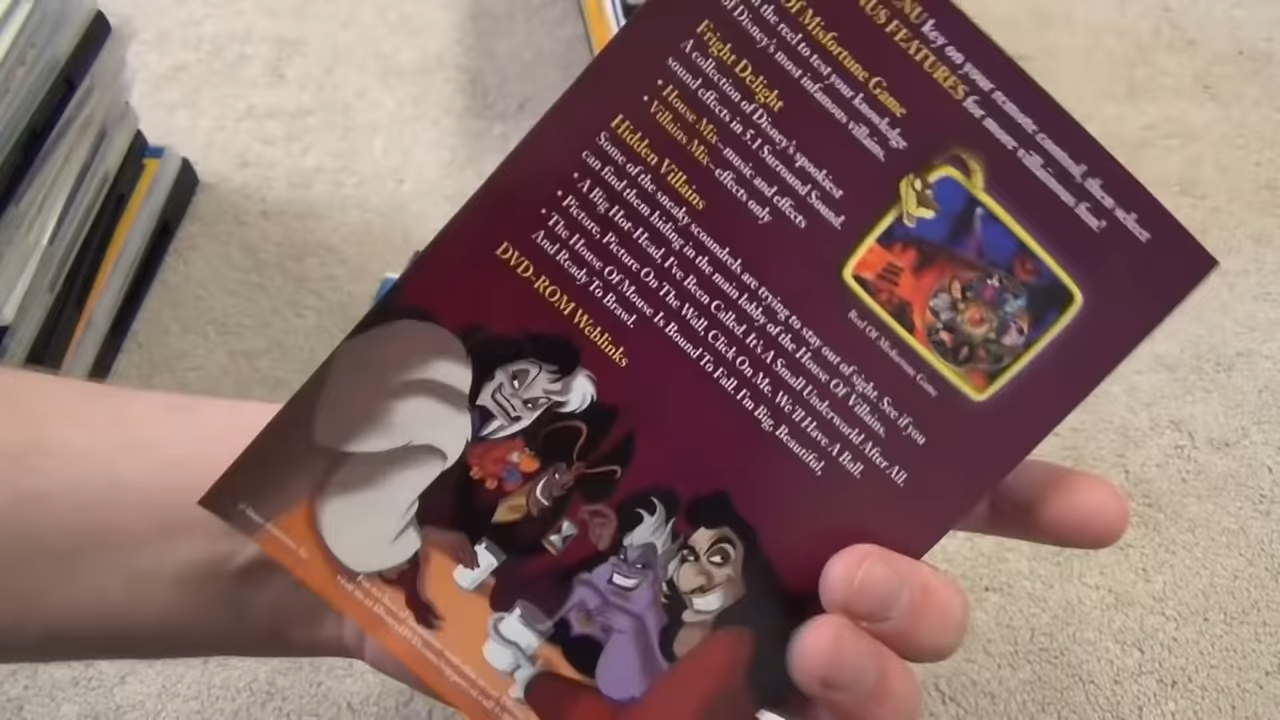 NU key on your remote control, then select
NUS FEATURES for more villainous fun!
Of Misfortune Game
the reel to test your knowledge
of Disney's most infamous villains.
Fright Delight
A collection of Disney's spookiest
sound effects in 5.1 Surround Sound.
• House Mix–music and effects
• Villains Mix–effects only
Hidden Villains
Some of the sneaky scoundrels are trying to stay out of sight. See if you
can find them hiding in the main lobby of the House Of Villains.
• A Big Hot-Head, I've Been Called. It's A Small Underworld After All.
• Picture, Picture On The Wall, Click On Me, We'll Have A Ball.
• The House Of Mouse Is Bound To Fall. I'm Big, Beautiful,
And Ready To Brawl.
DVD-ROM Weblinks
Reel Of Misfortune Game